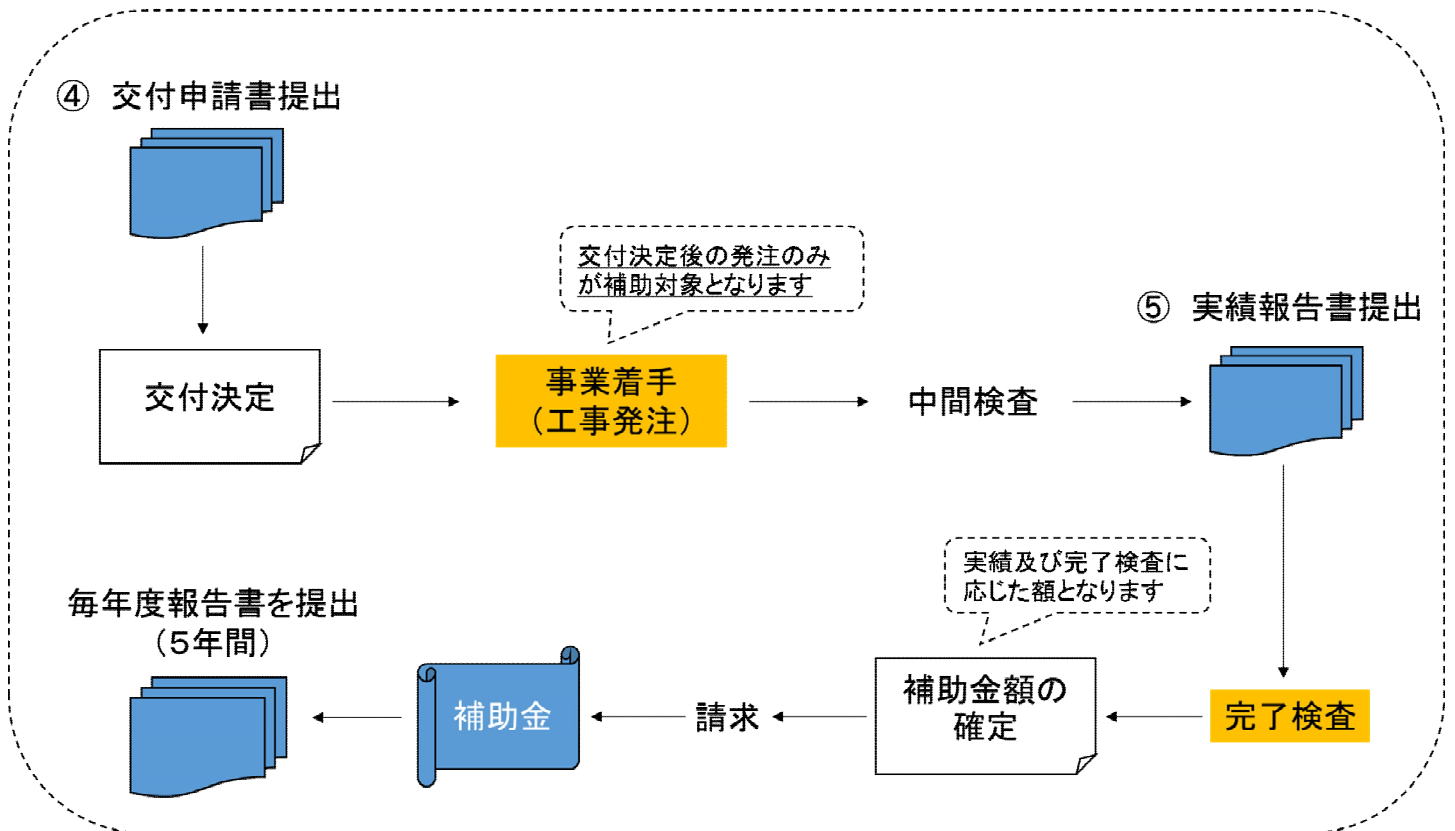 ④ 交付申請書提出
交付決定後の発注のみ
が補助対象となります
交付決定
事業着手
（工事発注）
中間検査
⑤ 実績報告書提出
実績及び完了検査に
応じた額となります
完了検査
補助金額の
確定
請求
補助金
毎年度報告書を提出
（５年間）